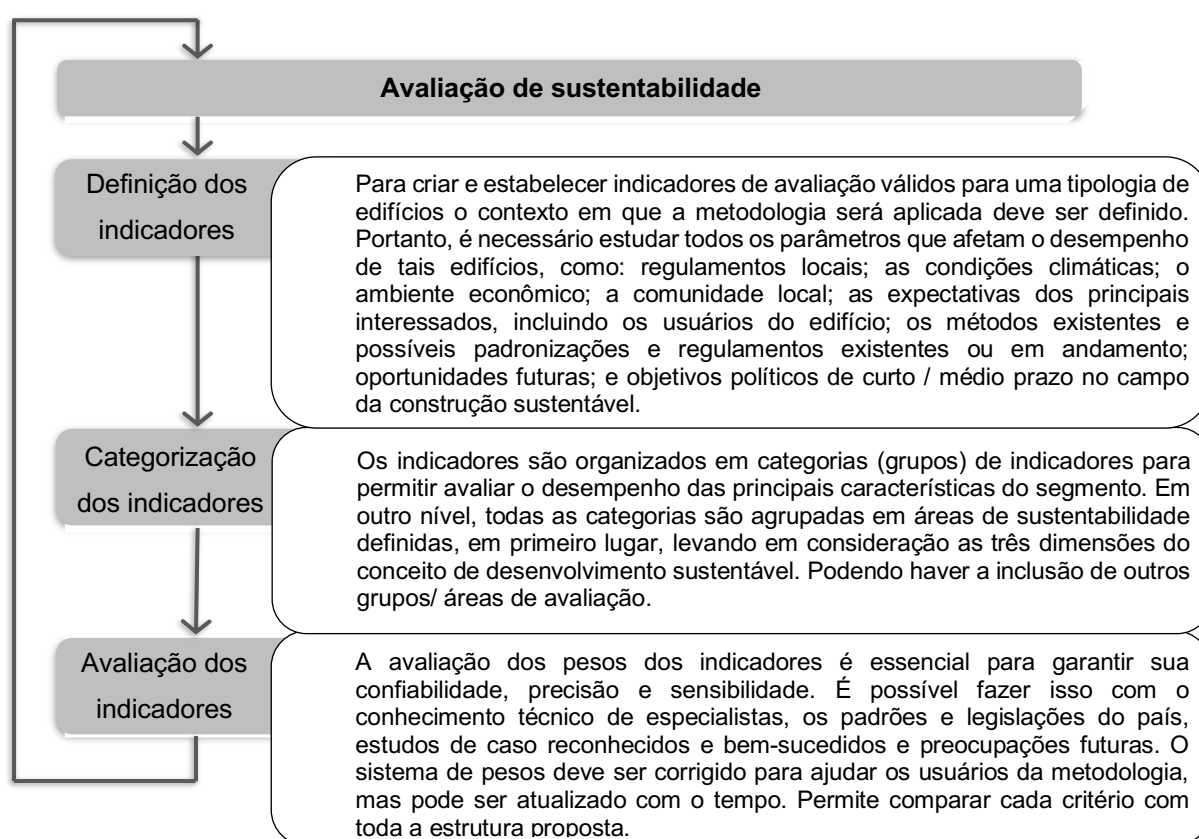 Avaliação de sustentabilidade
Definição dos
indicadores
Para criar e estabelecer indicadores de avaliação válidos para uma tipologia de
edifícios o contexto em que a metodologia será aplicada deve ser definido.
Portanto, é necessário estudar todos os parâmetros que afetam o desempenho
de tais edifícios, como: regulamentos locais; as condições climáticas; o
ambiente econômico; a comunidade local; as expectativas dos principais
interessados, incluindo os usuários do edifício; os métodos existentes e
possíveis padronizações e regulamentos existentes ou em andamento;
oportunidades futuras; e objetivos políticos de curto / médio prazo no campo
da construção sustentável.
Categorização
dos indicadores
Os indicadores são organizados em categorias (grupos) de indicadores para
permitir avaliar o desempenho das principais características do segmento. Em
outro nível, todas as categorias são agrupadas em áreas de sustentabilidade
definidas, em primeiro lugar, levando em consideração as três dimensões do
conceito de desenvolvimento sustentável. Podendo haver a inclusão de outros
grupos/ áreas de avaliação.
Avaliação dos
indicadores
A avaliação dos pesos dos indicadores é essencial para garantir sua
confiabilidade, precisão e sensibilidade. É possível fazer isso com o
conhecimento técnico de especialistas, os padrões e legislações do país,
estudos de caso reconhecidos e bem-sucedidos e preocupações futuras. O
sistema de pesos deve ser corrigido para ajudar os usuários da metodologia,
mas pode ser atualizado com o tempo. Permite comparar cada critério com
toda a estrutura proposta.